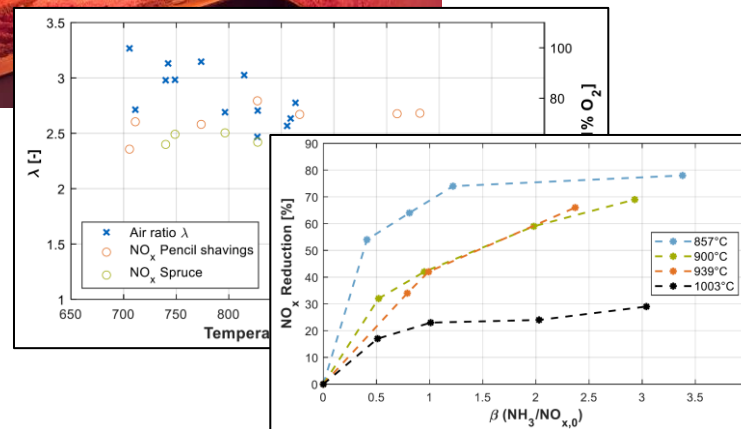 3.5
3
2.5
2
1.5
1
λ [-]
100
80
Air ratio λ
NOx Pencil shavings
NOx Spruce
650
700
750
800
% O2]
90
80
70
60
50
40
30
20
10
0
NOx Reduction [%]
857°C
900°C
939°C
1003°C
0
0.5
1
1.5
2
2.5
3
3.5
β (NH3/NOx,0)